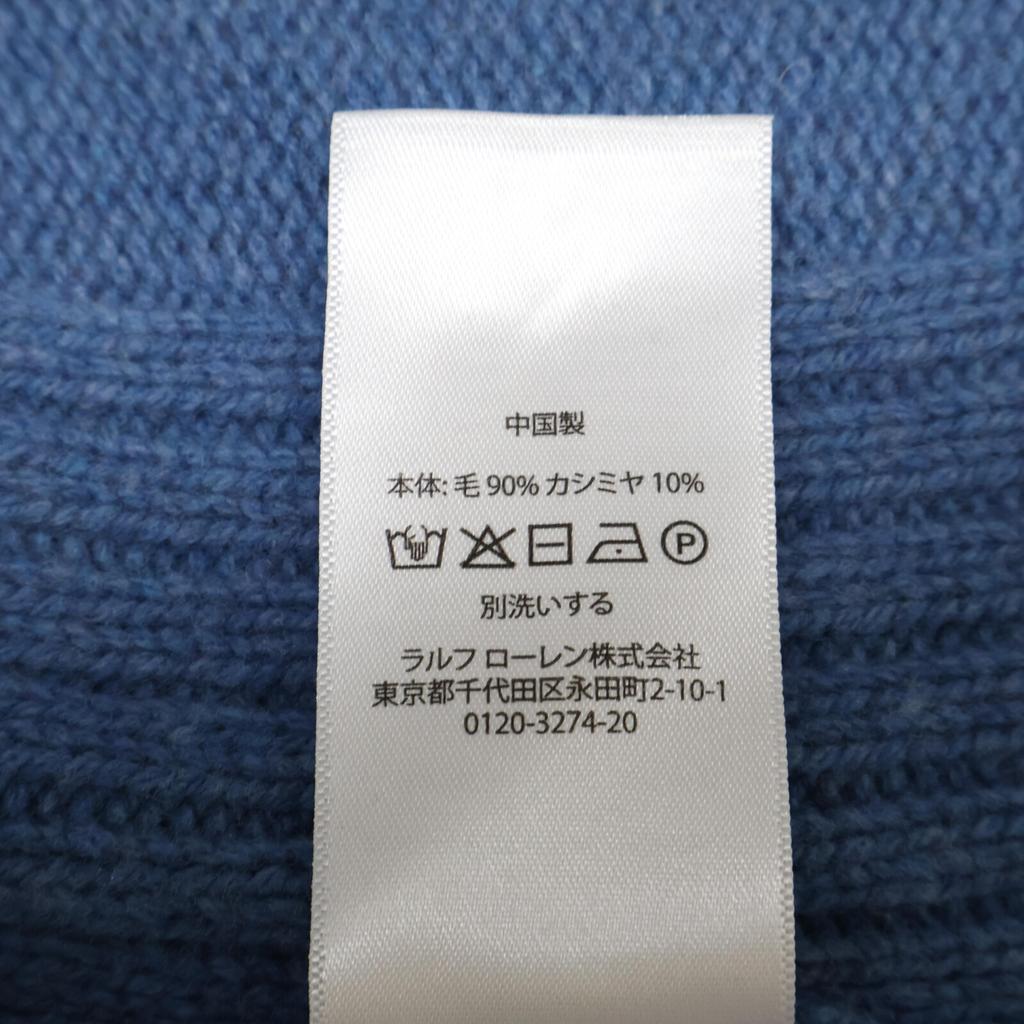 中国製
本体: 毛 90% カシミヤ 10%
P
別洗いする
ラルフ ローレン株式会社
東京都千代田区永田町2-10-1
0120-3274-20